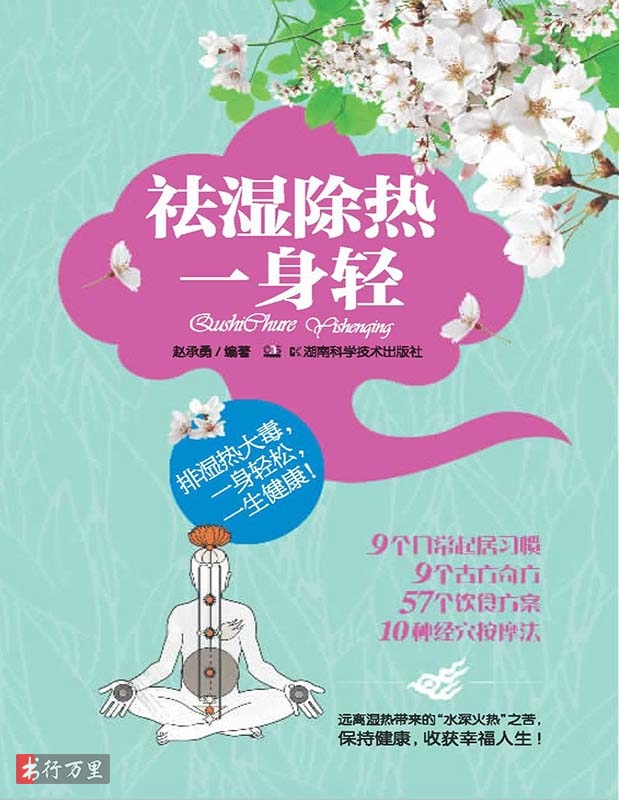 祛湿除热
一身轻
QushiChure Yishenqing
赵承勇 / 编著 湖南科学技术出版社
排湿热大毒,
一身轻松,
一生健康!
9个日常起居习惯
9个古方奇方
57个饮食方案
10种经穴按摩法
远离湿热带来的“水深火热”之苦,
保持健康,收获幸福人生!
书行万里